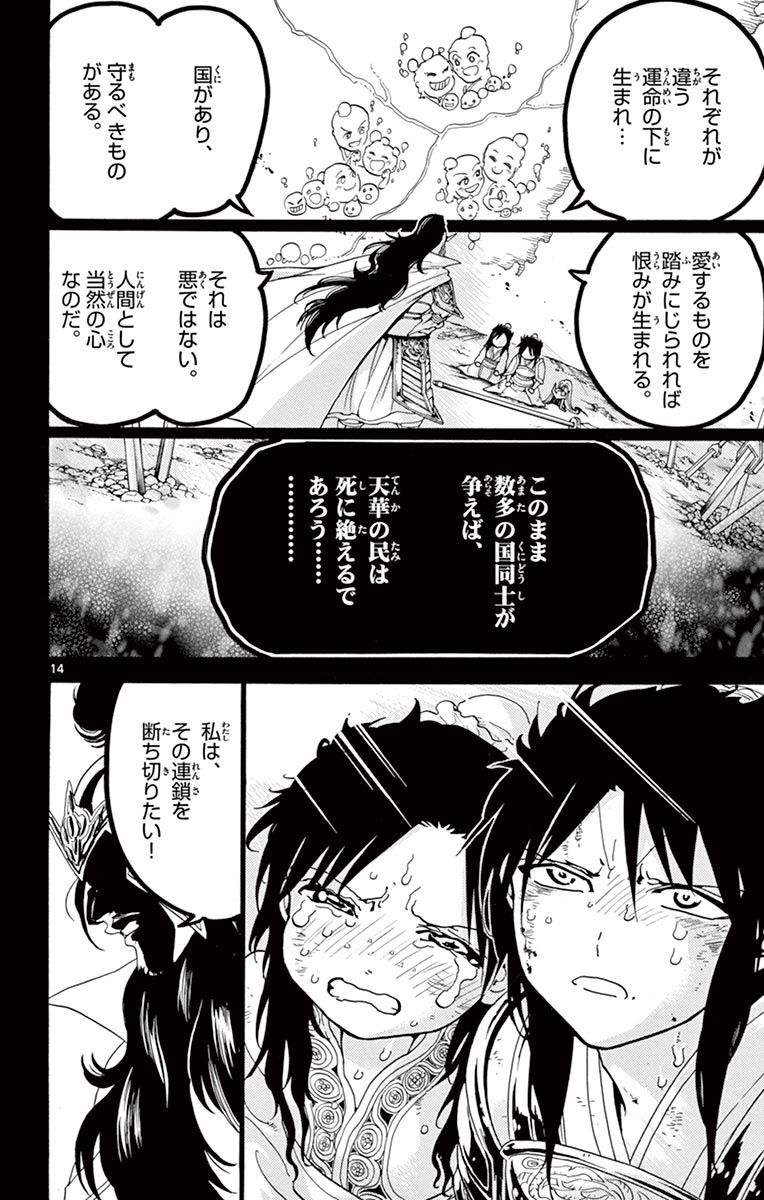 それぞれが
違う
運命の下に
生まれ…
国があり、
守るべきもの
がある。
愛するものを
踏みにじられれば
恨みが生まれる。
それは
悪ではない。
人間として
当然の心
なのだ。
このまま
数多の国同士が
争えば、
天華の民は
死に絶えるで
あろう……
…………
14
私は、
その連鎖を
断ち切りたい！